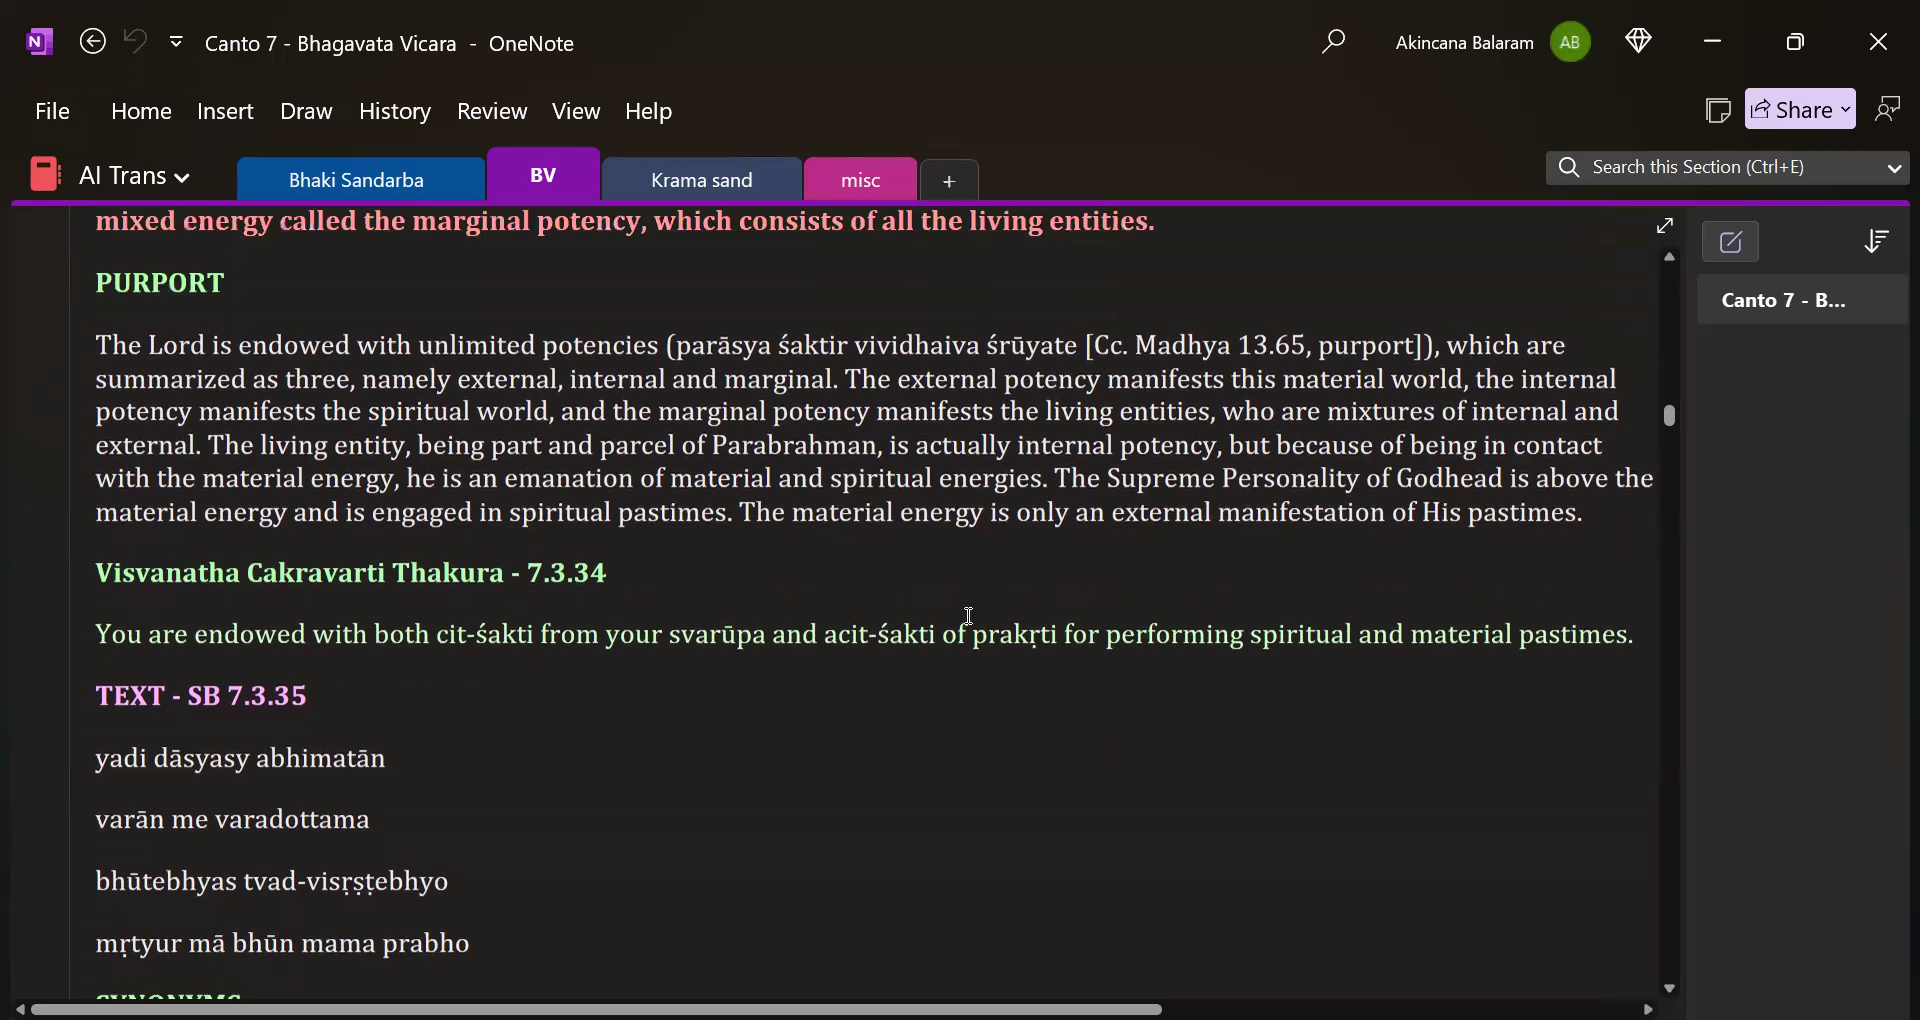 Canto 7 - Bhagavata Vicara - OneNote
Akincana Balaram AB
File Home Insert Draw History Review View Help
Share
AI Trans
Bhaki Sandarba BV Krama sand misc +
Search this Section (Ctrl+E)
mixed energy called the marginal potency, which consists of all the living entities.
PURPORT
The Lord is endowed with unlimited potencies (parāsya śaktir vividhaiva śrūyate [Cc. Madhya 13.65, purport]), which are
summarized as three, namely external, internal and marginal. The external potency manifests this material world, the internal
potency manifests the spiritual world, and the marginal potency manifests the living entities, who are mixtures of internal and
external. The living entity, being part and parcel of Parabrahman, is actually internal potency, but because of being in contact
with the material energy, he is an emanation of material and spiritual energies. The Supreme Personality of Godhead is above the
material energy and is engaged in spiritual pastimes. The material energy is only an external manifestation of His pastimes.
Visvanatha Cakravarti Thakura - 7.3.34
You are endowed with both cit-śakti from your svarūpa and acit-śakti of prakṛti for performing spiritual and material pastimes.
TEXT - SB 7.3.35
yadi dāsyasy abhimatān
varān me varadottama
bhūtebhyas tvad-visṛṣṭebhyo
mṛtyur mā bhūn mama prabho
Canto 7 - B...